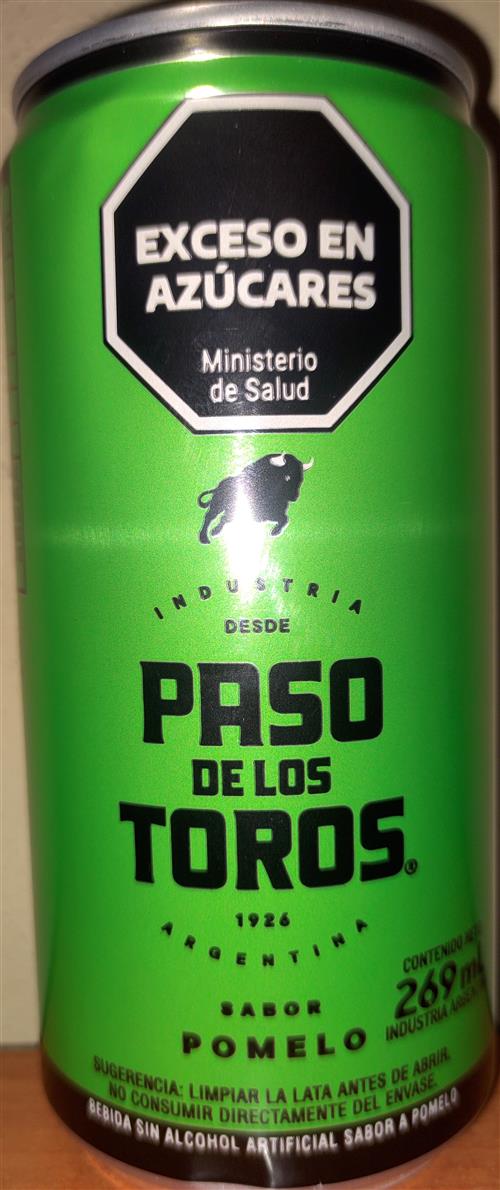 EXCESO EN
AZÚCARES
Ministerio
de Salud
INDUSTRIA
DESDE
PASO
DE LOS
TOROS®
1926
ARGENTINA
SABOR
POMELO
CONTENIDO
269 mL
INDUSTRIA
SUGERENCIA: LIMPIAR LA LATA ANTES DE ABRIR.
NO CONSUMIR DIRECTAMENTE DEL ENVASE.
BEBIDA SIN ALCOHOL ARTIFICIAL SABOR A POMELO